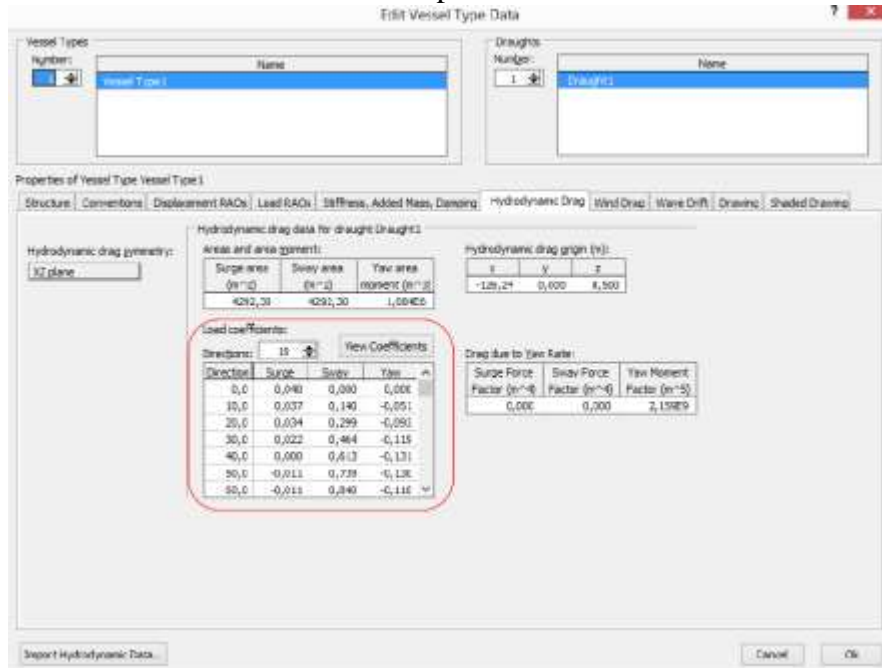 Edit Vessel Type Data
?
Vessel Types
Number:
Name
1
Vessel Type1
Draughts
Number:
Name
1
Draught1
Properties of Vessel Type Vessel Type1
Structure Conventions Displacement RAOs Load RAOs Stiffness, Added Mass, Damping Hydrodynamic Drag Wind Drag Wave Drift Drawing Shaded Drawing
Hydrodynamic drag symmetry:
XZ plane
Hydrodynamic drag data for draught Draught1
Areas and area moment:
Surge area (m^2) Sway area (m^2) Yaw area moment (m^3)
4292,30 4292,30 1,084E6
Hydrodynamic drag origin (m):
x y z
0,000 8,500
Load coefficients:
Directions: 19 View Coefficients
Direction Surge Sway Yaw
0,0 0,040 0,000 0,000
10,0 0,037 0,140 -0,051
20,0 0,034 0,299
30,0 0,022 0,464 -0,119
40,0 0,000 0,613 -0,131
50,0 -0,011 0,739
60,0 -0,011 0,840
Drag due to Yaw Rate:
Surge Force Factor (m^4) Sway Force Factor (m^4) Yaw Moment Factor (m^5)
0,000 0,000 2,159E9
Import Hydrodynamic Data...
Cancel
Ok